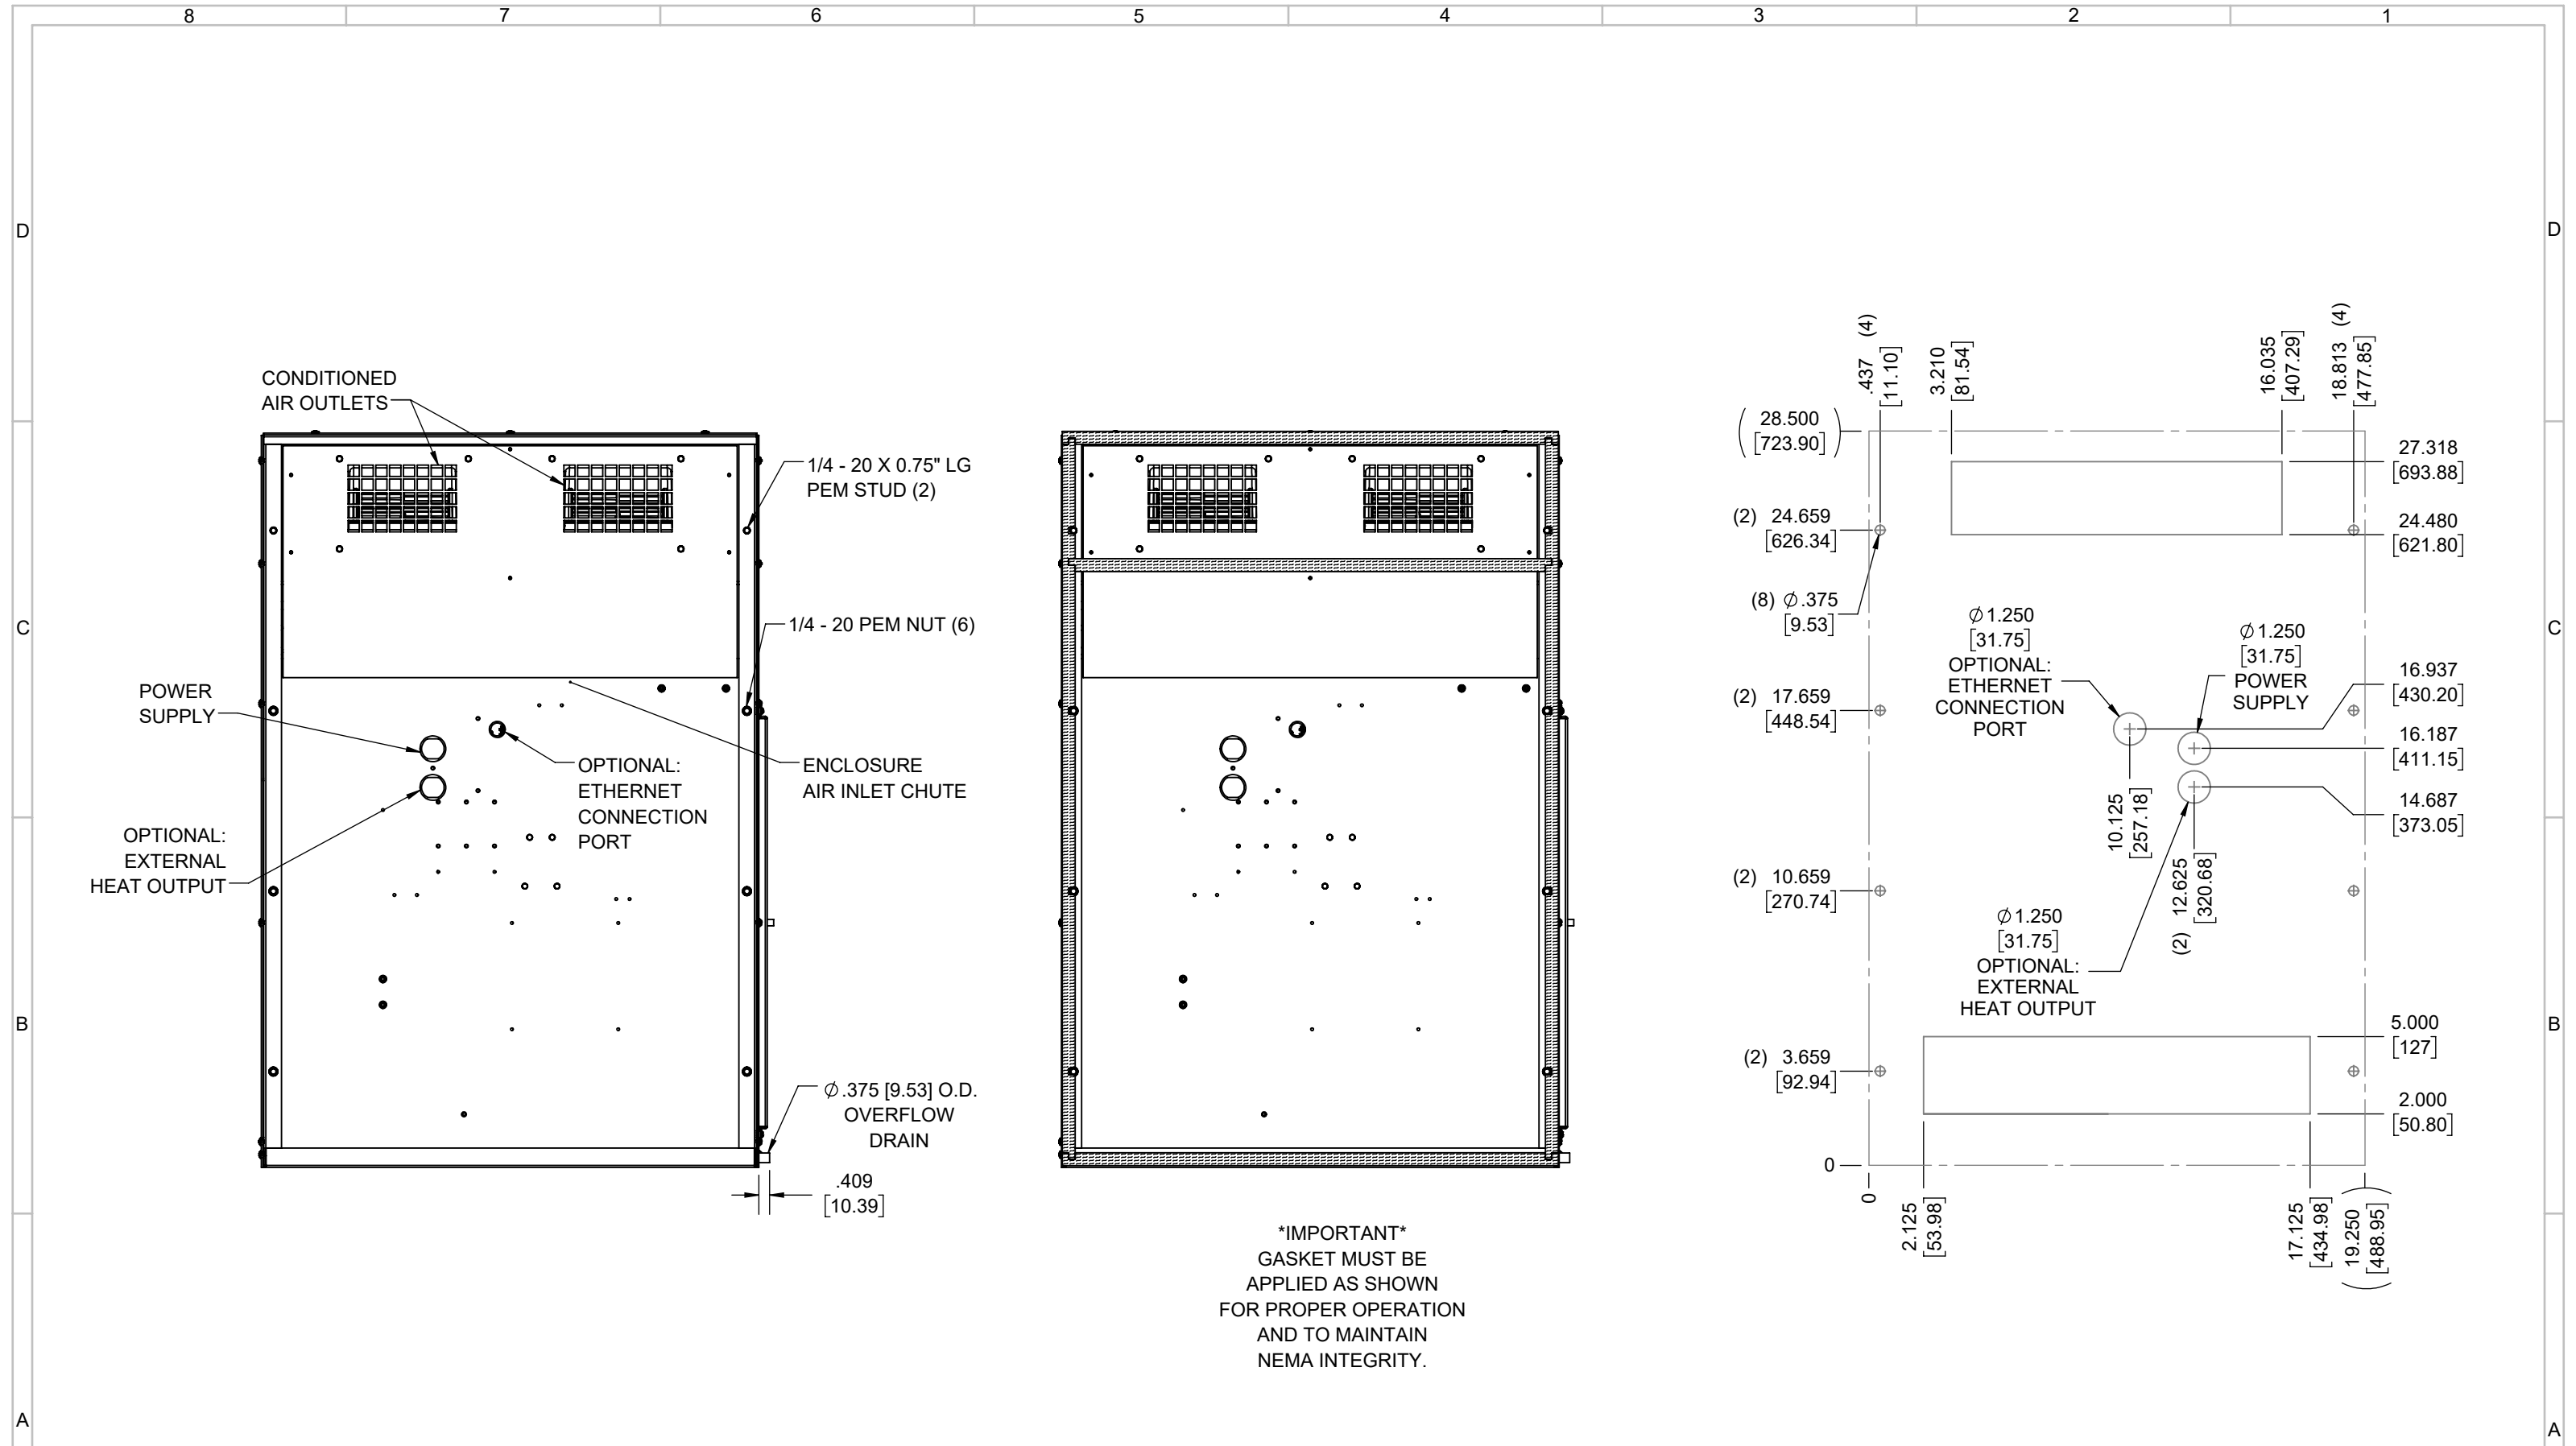 8 7 6 5 4 3 2 1
D
D
C
C
B
B
A
A
CONDITIONED
AIR OUTLETS
1/4 - 20 X 0.75" LG
PEM STUD (2)
1/4 - 20 PEM NUT (6)
POWER
SUPPLY
OPTIONAL:
ETHERNET
CONNECTION
PORT
ENCLOSURE
AIR INLET CHUTE
OPTIONAL:
EXTERNAL
HEAT OUTPUT
Ø.375 [9.53] O.D.
OVERFLOW
DRAIN
.409
[10.39]
*IMPORTANT*
GASKET MUST BE
APPLIED AS SHOWN
FOR PROPER OPERATION
AND TO MAINTAIN
NEMA INTEGRITY.
.437 (4)
[11.10]
3.210
[81.54]
16.035
[407.29]
18.813 (4)
[477.85]
(28.500
[723.90])
27.318
[693.88]
(2) 24.659
[626.34]
24.480
[621.80]
(8) Ø.375
[9.53]
Ø1.250
[31.75]
OPTIONAL:
ETHERNET
CONNECTION
PORT
Ø1.250
[31.75]
POWER
SUPPLY
16.937
[430.20]
(2) 17.659
[448.54]
16.187
[411.15]
14.687
[373.05]
10.125
[257.18]
(2) 12.625
[320.68]
(2) 10.659
[270.74]
Ø1.250
[31.75]
OPTIONAL:
EXTERNAL
HEAT OUTPUT
5.000
[127]
(2) 3.659
[92.94]
2.000
[50.80]
0
0
2.125
[53.98]
17.125
[434.98]
(19.250
[488.95])